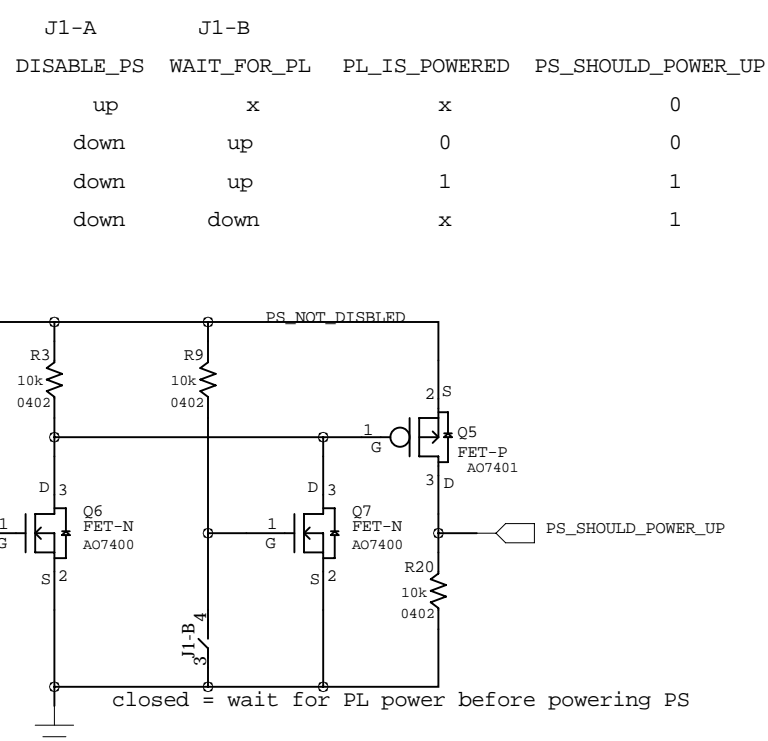 J1-A J1-B
DISABLE_PS WAIT_FOR_PL PL_IS_POWERED PS_SHOULD_POWER_UP
up x x 0
down up 0 0
down up 1 1
down down x 1
PS_NOT_DISBLED
R3
10k
0402
R9
10k
0402
2 S
1
G
Q5
FET-P
AO7401
3 D
D 3
1
G
Q6
FET-N
AO7400
S 2
D 3
1
G
Q7
FET-N
AO7400
S 2
PS_SHOULD_POWER_UP
R20
10k
0402
4
J1-B
3
closed = wait for PL power before powering PS